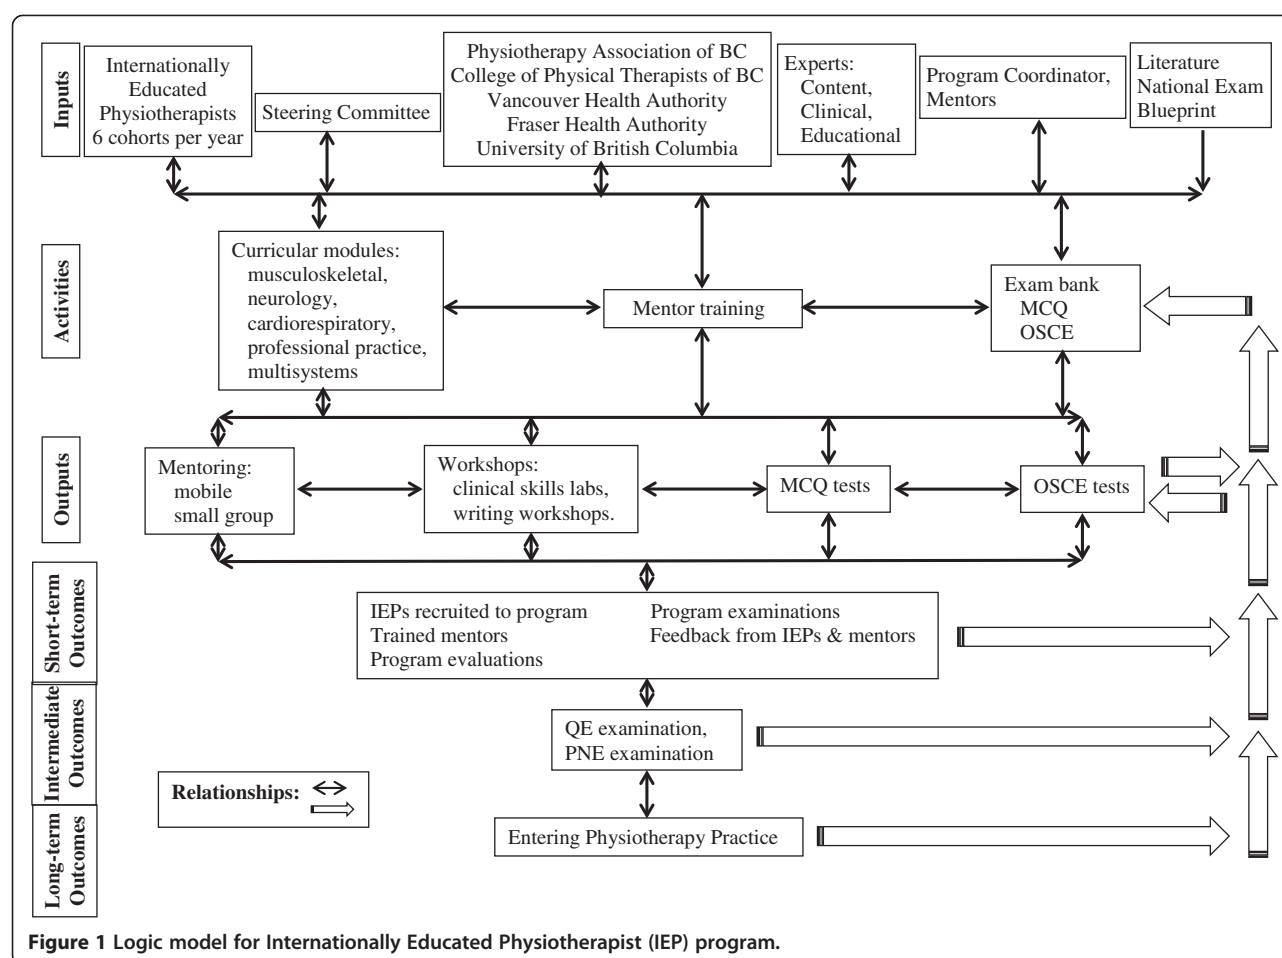 Inputs
Internationally
Educated
Physiotherapists
6 cohorts per year
Steering Committee
Physiotherapy Association of BC
College of Physical Therapists of BC
Vancouver Health Authority
Fraser Health Authority
University of British Columbia
Experts:
Content,
Clinical,
Educational
Program Coordinator,
Mentors
Literature
National Exam
Blueprint
Activities
Curricular modules:
musculoskeletal,
neurology,
cardiorespiratory,
professional practice,
multisystems
Mentor training
Exam bank
MCQ
OSCE
Outputs
Mentoring:
mobile
small group
Workshops:
clinical skills labs,
writing workshops.
MCQ tests
OSCE tests
Short-term
Outcomes
IEPs recruited to program
Trained mentors
Program evaluations
Program examinations
Feedback from IEPs & mentors
Intermediate
Outcomes
QE examination,
PNE examination
Relationships:
Long-term
Outcomes
Entering Physiotherapy Practice
Figure 1 Logic model for Internationally Educated Physiotherapist (IEP) program.